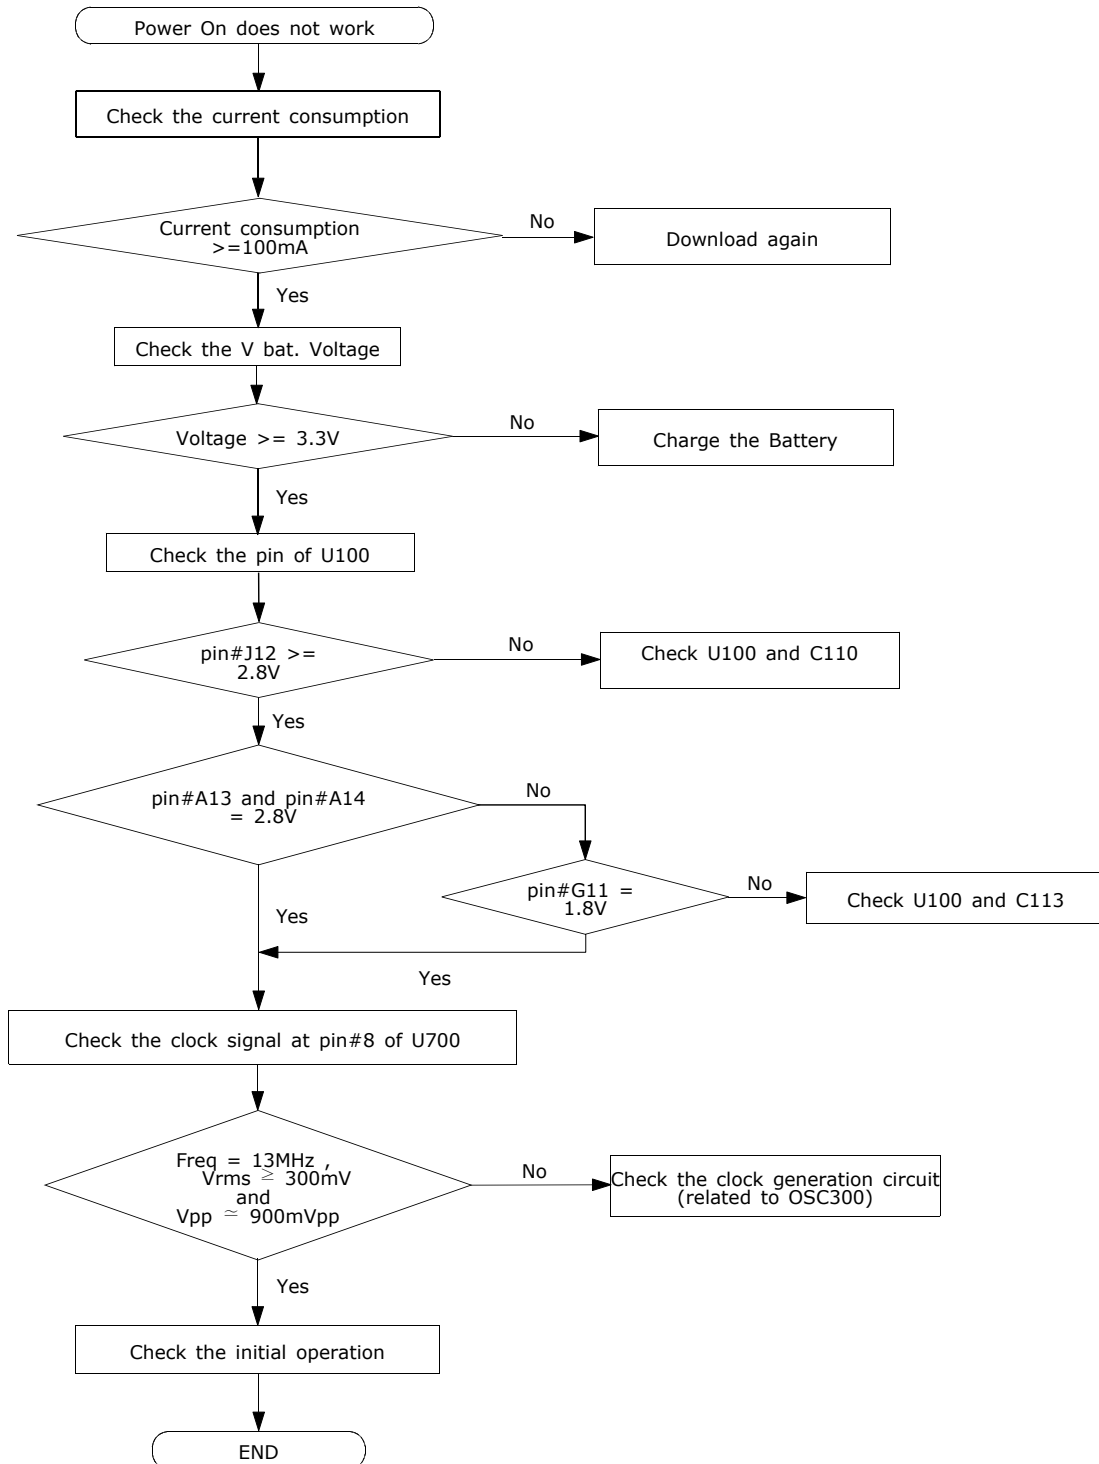 Power On does not work
Check the current consumption
Current consumption
>=100mA
No
Download again
Yes
Check the V bat. Voltage
Voltage >= 3.3V
No
Charge the Battery
Yes
Check the pin of U100
pin#J12 >=
2.8V
No
Check U100 and C110
Yes
pin#A13 and pin#A14
= 2.8V
No
pin#G11 =
1.8V
No
Check U100 and C113
Yes
Yes
Check the clock signal at pin#8 of U700
Freq = 13MHz ,
Vrms ≧ 300mV
and
Vpp ≃ 900mVpp
No
Check the clock generation circuit
(related to OSC300)
Yes
Check the initial operation
END